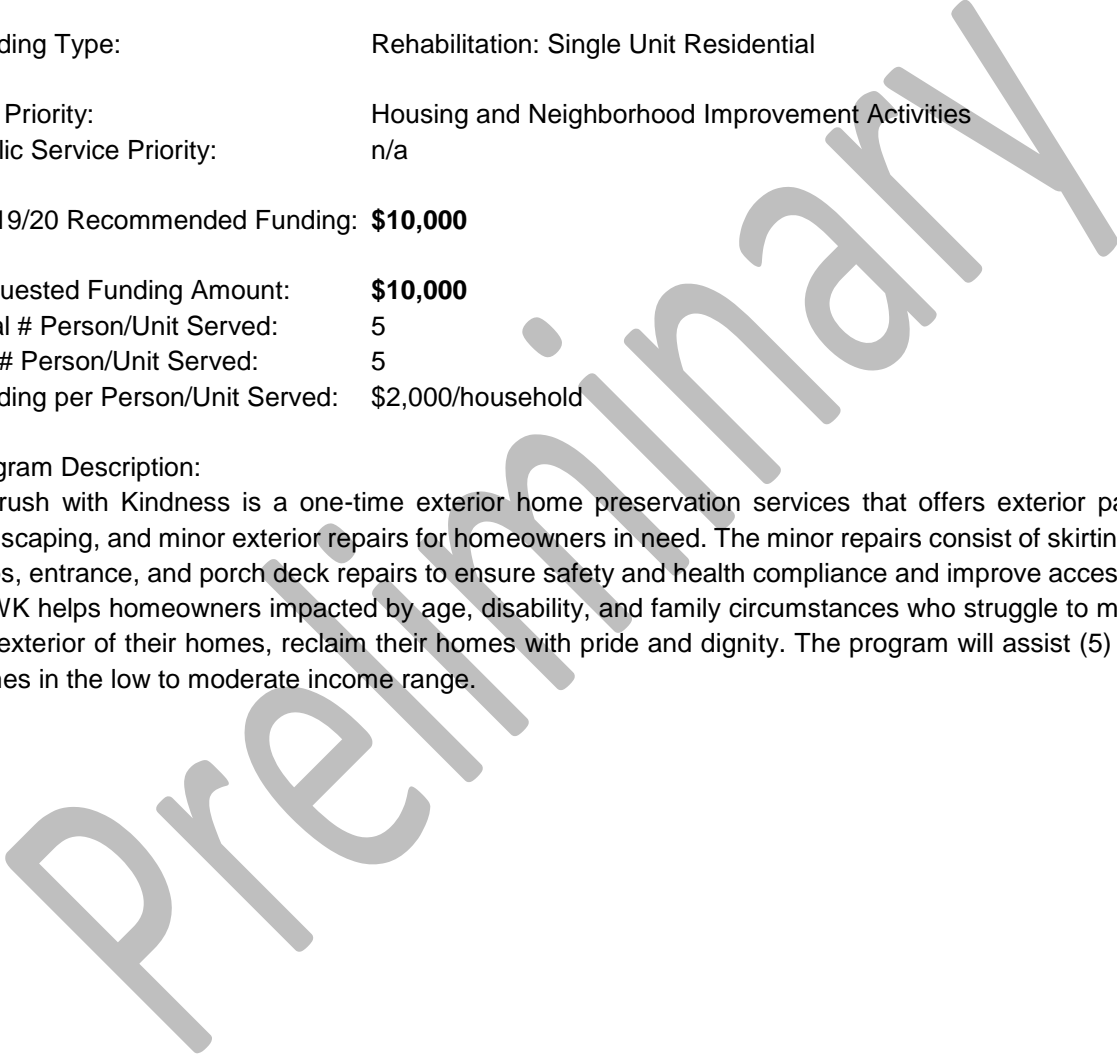 ding Type: Rehabilitation: Single Unit Residential
Priority: Housing and Neighborhood Improvement Activities
lic Service Priority: n/a
19/20 Recommended Funding: $10,000
uested Funding Amount: $10,000
al # Person/Unit Served: 5
# Person/Unit Served: 5
ding per Person/Unit Served: $2,000/household
gram Description:
rush with Kindness is a one-time exterior home preservation services that offers exterior pa
scaping, and minor exterior repairs for homeowners in need. The minor repairs consist of skirtin
s, entrance, and porch deck repairs to ensure safety and health compliance and improve acces
WK helps homeowners impacted by age, disability, and family circumstances who struggle to m
exterior of their homes, reclaim their homes with pride and dignity. The program will assist (5)
nes in the low to moderate income range.
Preliminary